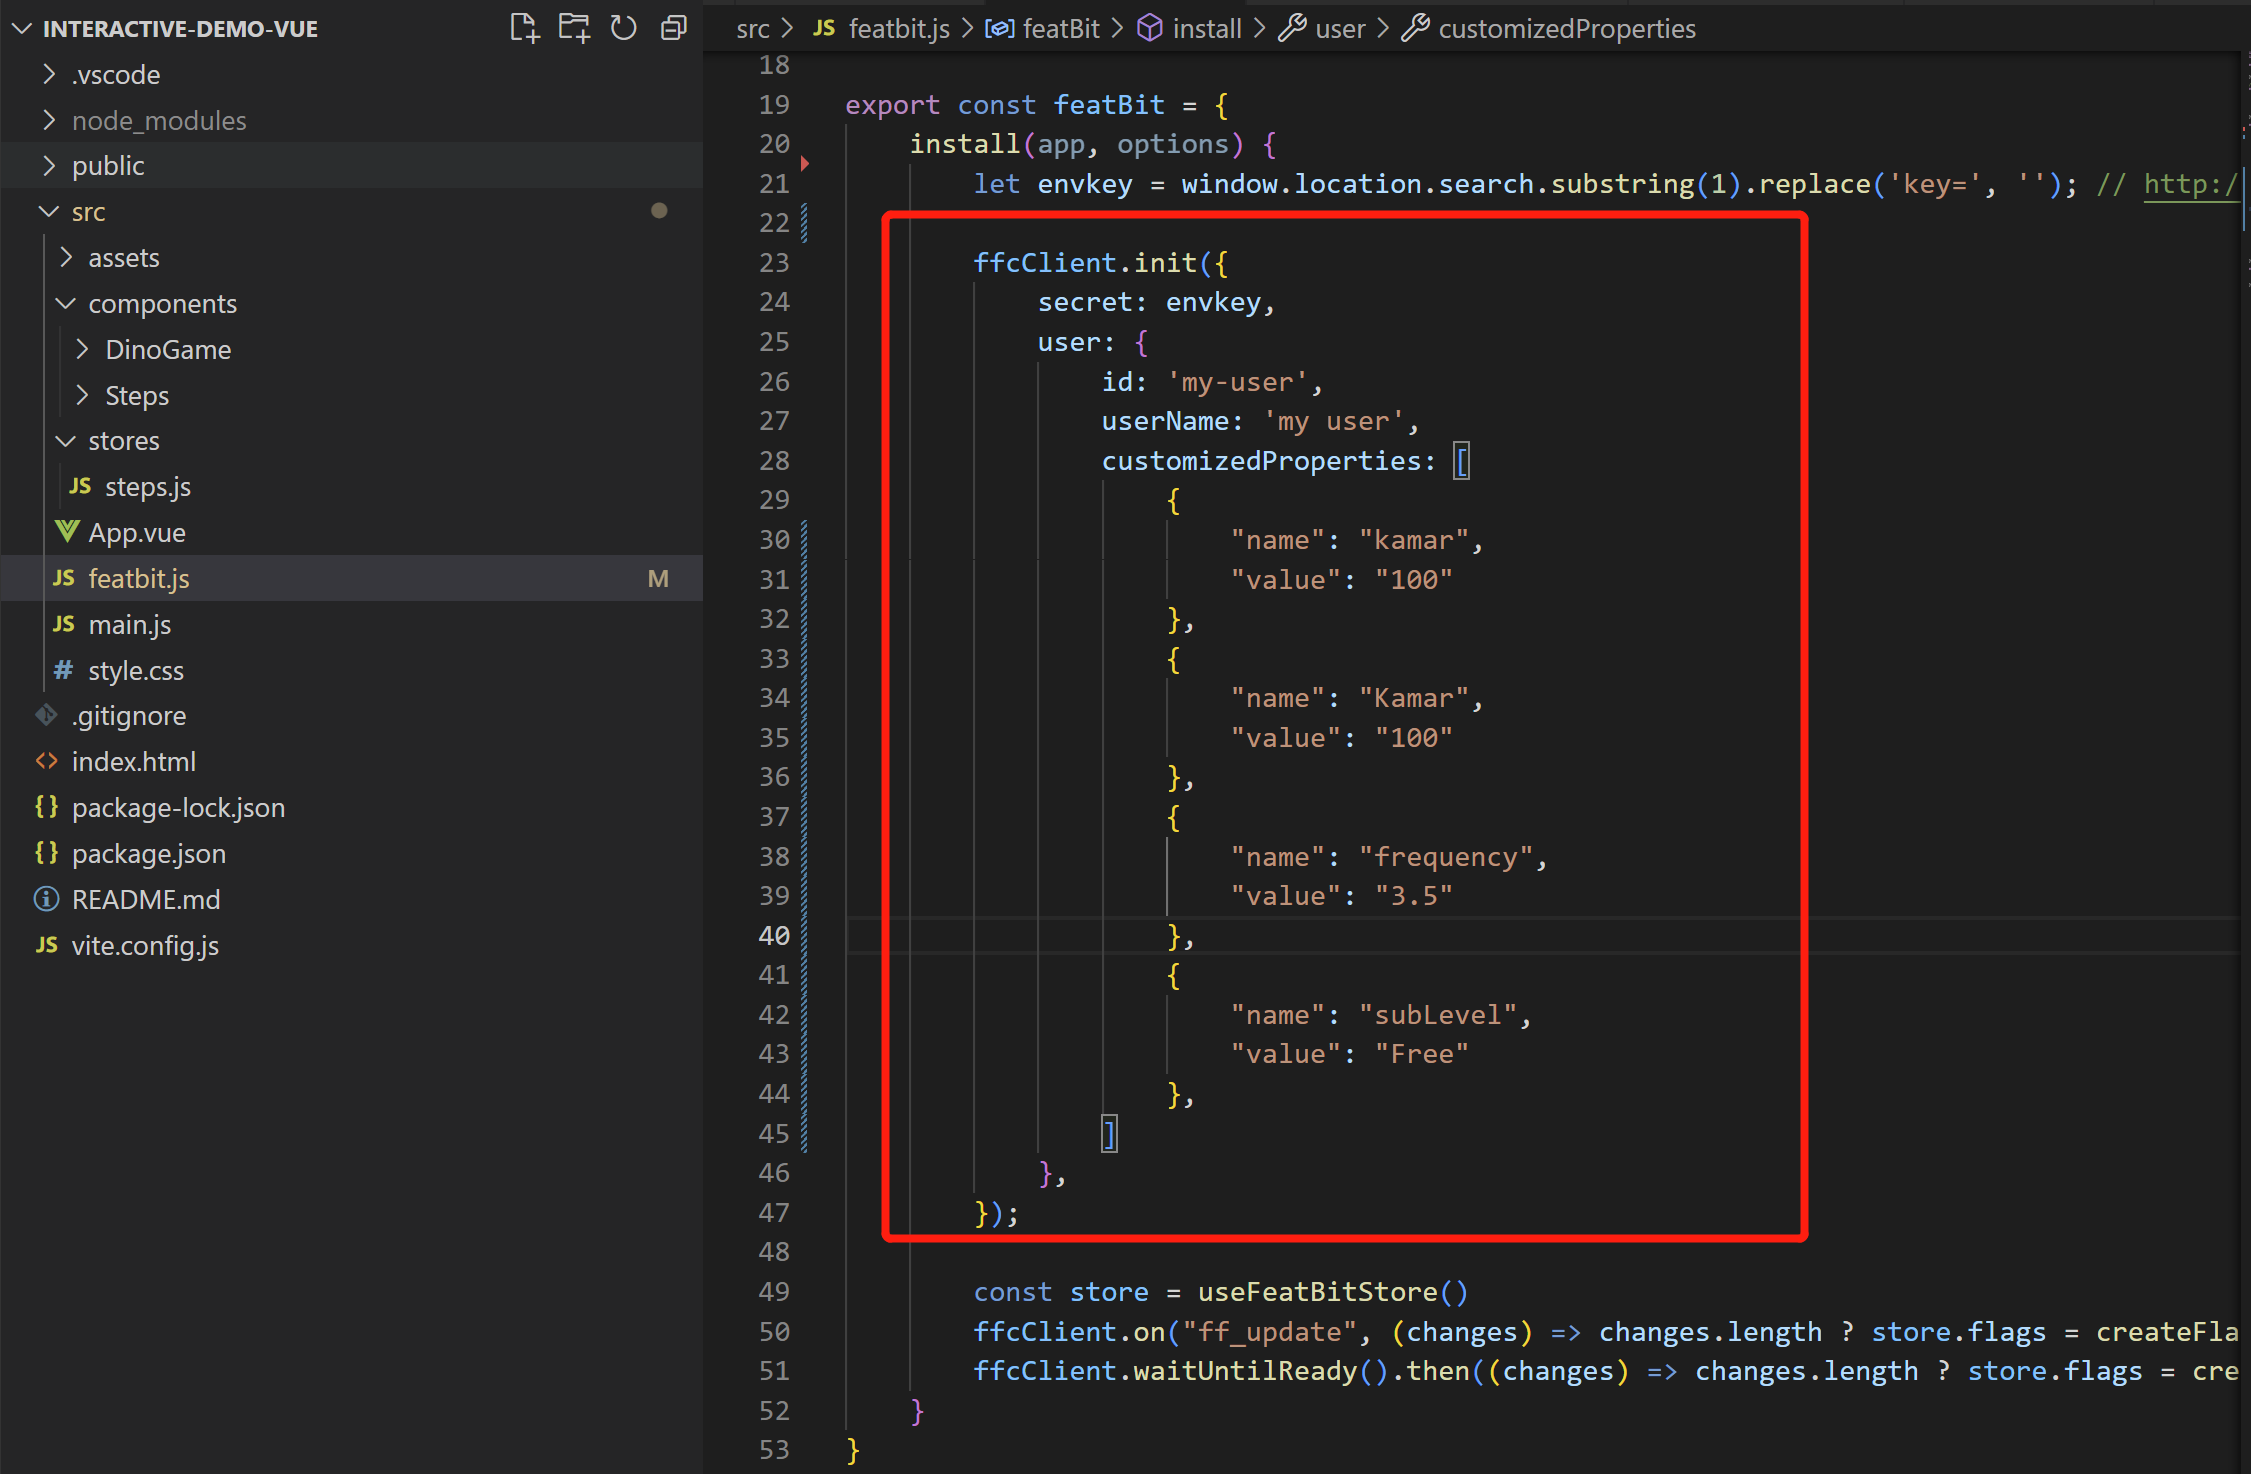 INTERACTIVE-DEMO-VUE
.vscode
node_modules
public
src
assets
components
DinoGame
Steps
stores
JS steps.js
App.vue
JS featbit.js M
JS main.js
# style.css
.gitignore
<> index.html
{} package-lock.json
{} package.json
README.md
JS vite.config.js
src > JS featbit.js > featBit > install > user > customizedProperties
18
19 export const featBit = {
20 install(app, options) {
21 let envkey = window.location.search.substring(1).replace('key=', ''); // http:/
22
23 ffcClient.init({
24 secret: envkey,
25 user: {
26 id: 'my-user',
27 userName: 'my user',
28 customizedProperties: [
29 {
30 "name": "kamar",
31 "value": "100"
32 },
33 {
34 "name": "Kamar",
35 "value": "100"
36 },
37 {
38 "name": "frequency",
39 "value": "3.5"
40 },
41 {
42 "name": "subLevel",
43 "value": "Free"
44 },
45 ]
46 },
47 });
48
49 const store = useFeatBitStore()
50 ffcClient.on("ff_update", (changes) => changes.length ? store.flags = createFla
51 ffcClient.waitUntilReady().then((changes) => changes.length ? store.flags = cre
52 }
53 }